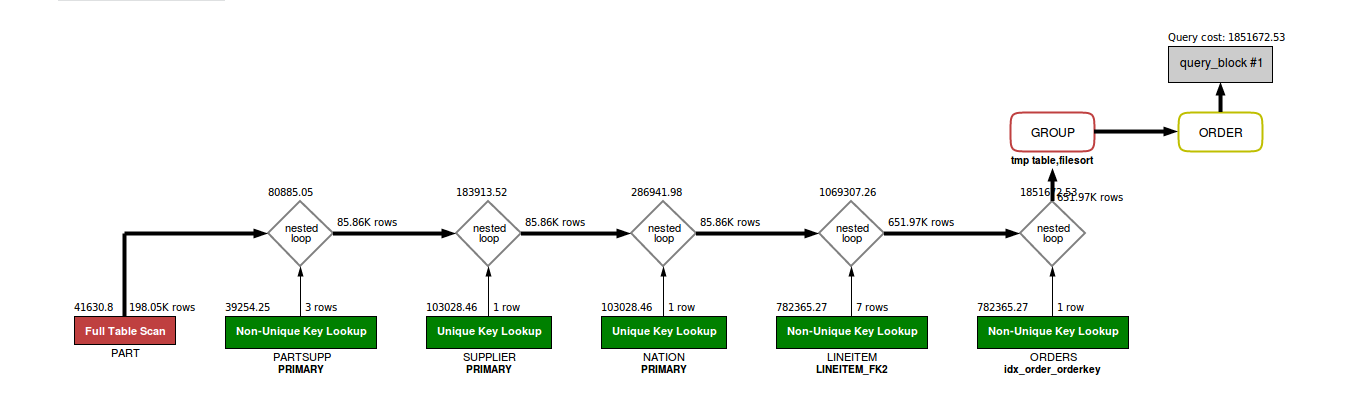 Query cost: 1851672.53
query_block #1
GROUP
ORDER
tmp table,filesort
80885.05
183913.52
286941.98
1069307.26
1851672.53
651.97K rows
nested
loop
85.86K rows
nested
loop
85.86K rows
nested
loop
85.86K rows
nested
loop
651.97K rows
nested
loop
41630.8
198.05K rows
39254.25
3 rows
103028.46
1 row
103028.46
1 row
782365.27
7 rows
782365.27
1 row
Full Table Scan
Non-Unique Key Lookup
Unique Key Lookup
Unique Key Lookup
Non-Unique Key Lookup
Non-Unique Key Lookup
PART
PARTSUPP
PRIMARY
SUPPLIER
PRIMARY
NATION
PRIMARY
LINEITEM
LINEITEM_FK2
ORDERS
idx_order_orderkey